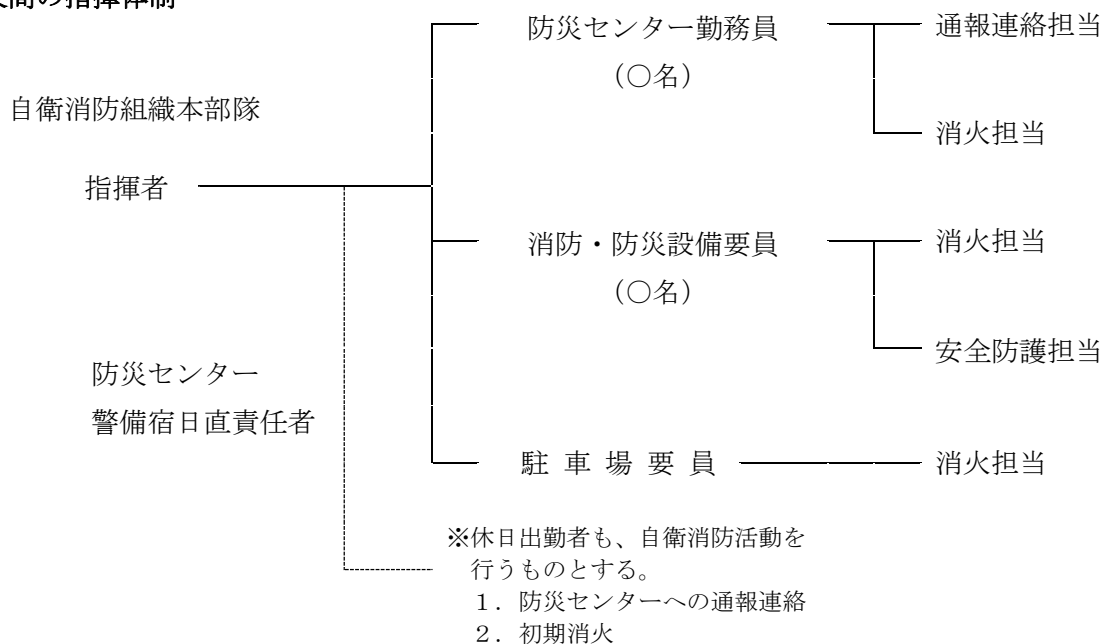 間の指揮体制
防災センター勤務員
(○名)
通報連絡担当
消火担当
自衛消防組織本部隊
指揮者
消防・防災設備要員
(○名)
消火担当
安全防護担当
防災センター
警備宿日直責任者
駐 車 場 要 員
消火担当
※休日出勤者も、自衛消防活動を
行うものとする。
1．防災センターへの通報連絡
2．初期消火